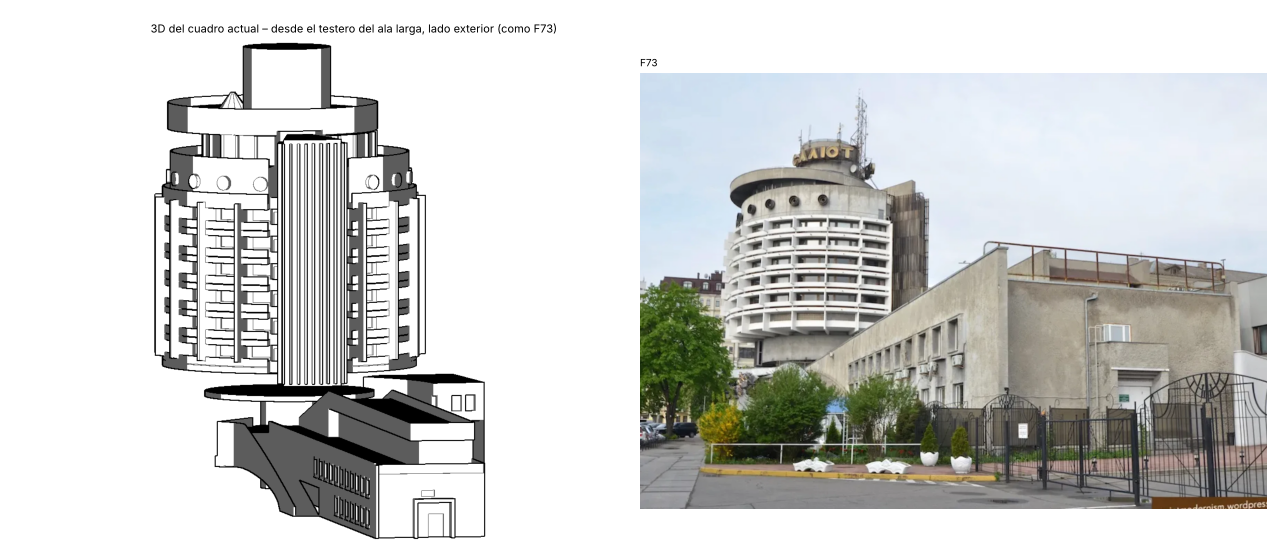 3D del cuadro actual – desde el testero del ala larga, lado exterior (como F73)
F73
САЛЮТ